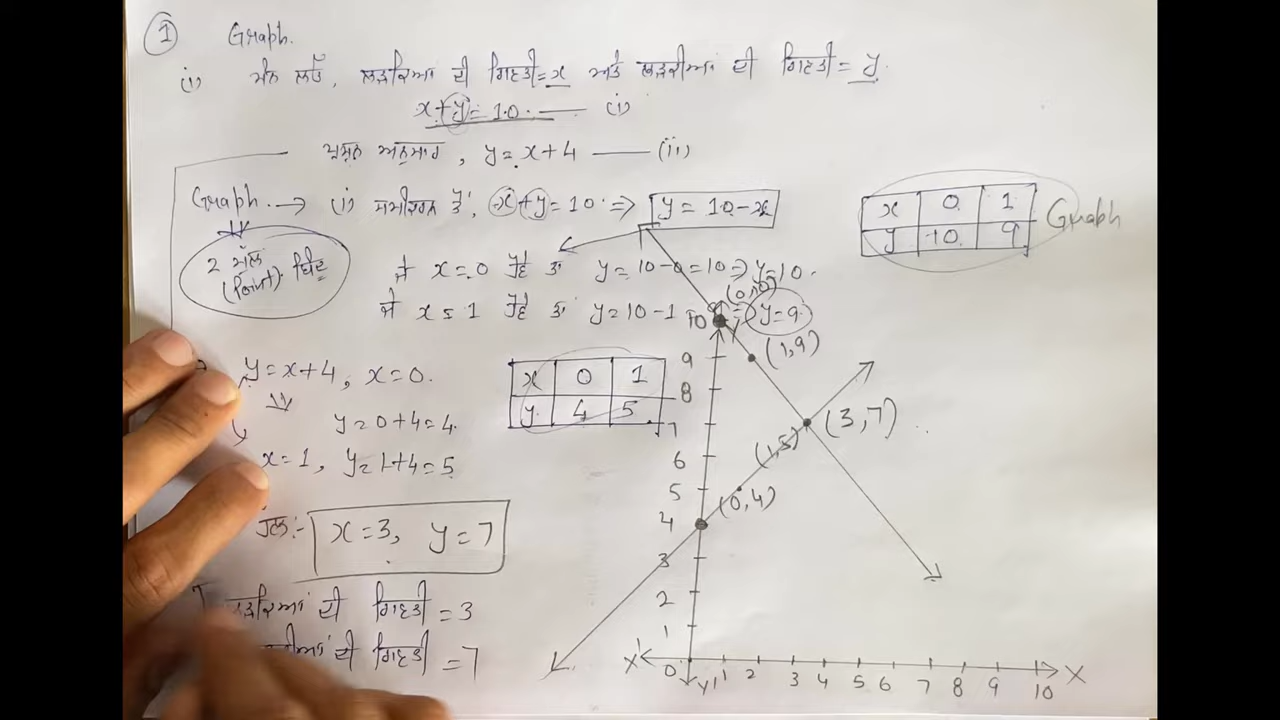 ① Graph.
(i) ਮੰਨ ਲਓ, ਲੜਕਿਆਂ ਦੀ ਗਿਣਤੀ = x ਅਤੇ ਲੜਕੀਆਂ ਦੀ ਗਿਣਤੀ = y.
x + y = 10. —— (i)
ਪ੍ਰਸ਼ਨ ਅਨੁਸਾਰ, y = x + 4 —— (ii)
Graph. → (i) ਸਮੀਕਰਨ ਤੋਂ, x + y = 10 ⇒ y = 10 - x
x 0 1
y 10 9
Graph
2 ਮੁੱਲ
(Point). ਬਿੰਦੂ
ਜੇ x = 0 ਹੈ ਤਾਂ y = 10 - 0 = 10 ⇒ y = 10.
ਜੇ x = 1 ਹੈ ਤਾਂ y = 10 - 1 = y = 9.
y = x + 4, x = 0.
y = 0 + 4 = 4.
x = 1, y = 1 + 4 = 5
x 0 1
y 4 5
ਹੱਲ:- x = 3, y = 7
ਦੀ ਗਿਣਤੀ = 3
ਦੀ ਗਿਣਤੀ = 7
(0,10)
10
(1,9)
9
8
7 (3,7)
6 (1,5)
5 (0,4)
4
3
2
1
X' 0 Y' 1 2 3 4 5 6 7 8 9 10 X